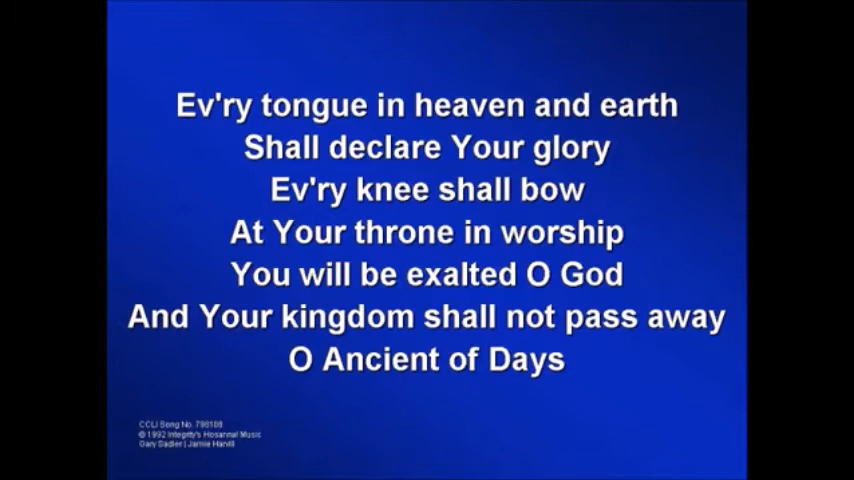 Ev'ry tongue in heaven and earth
Shall declare Your glory
Ev'ry knee shall bow
At Your throne in worship
You will be exalted O God
And Your kingdom shall not pass away
O Ancient of Days
CCLI Song No. 798108
© 1992 Integrity's Hosanna! Music
Gary Sadler | Jamie Harvill